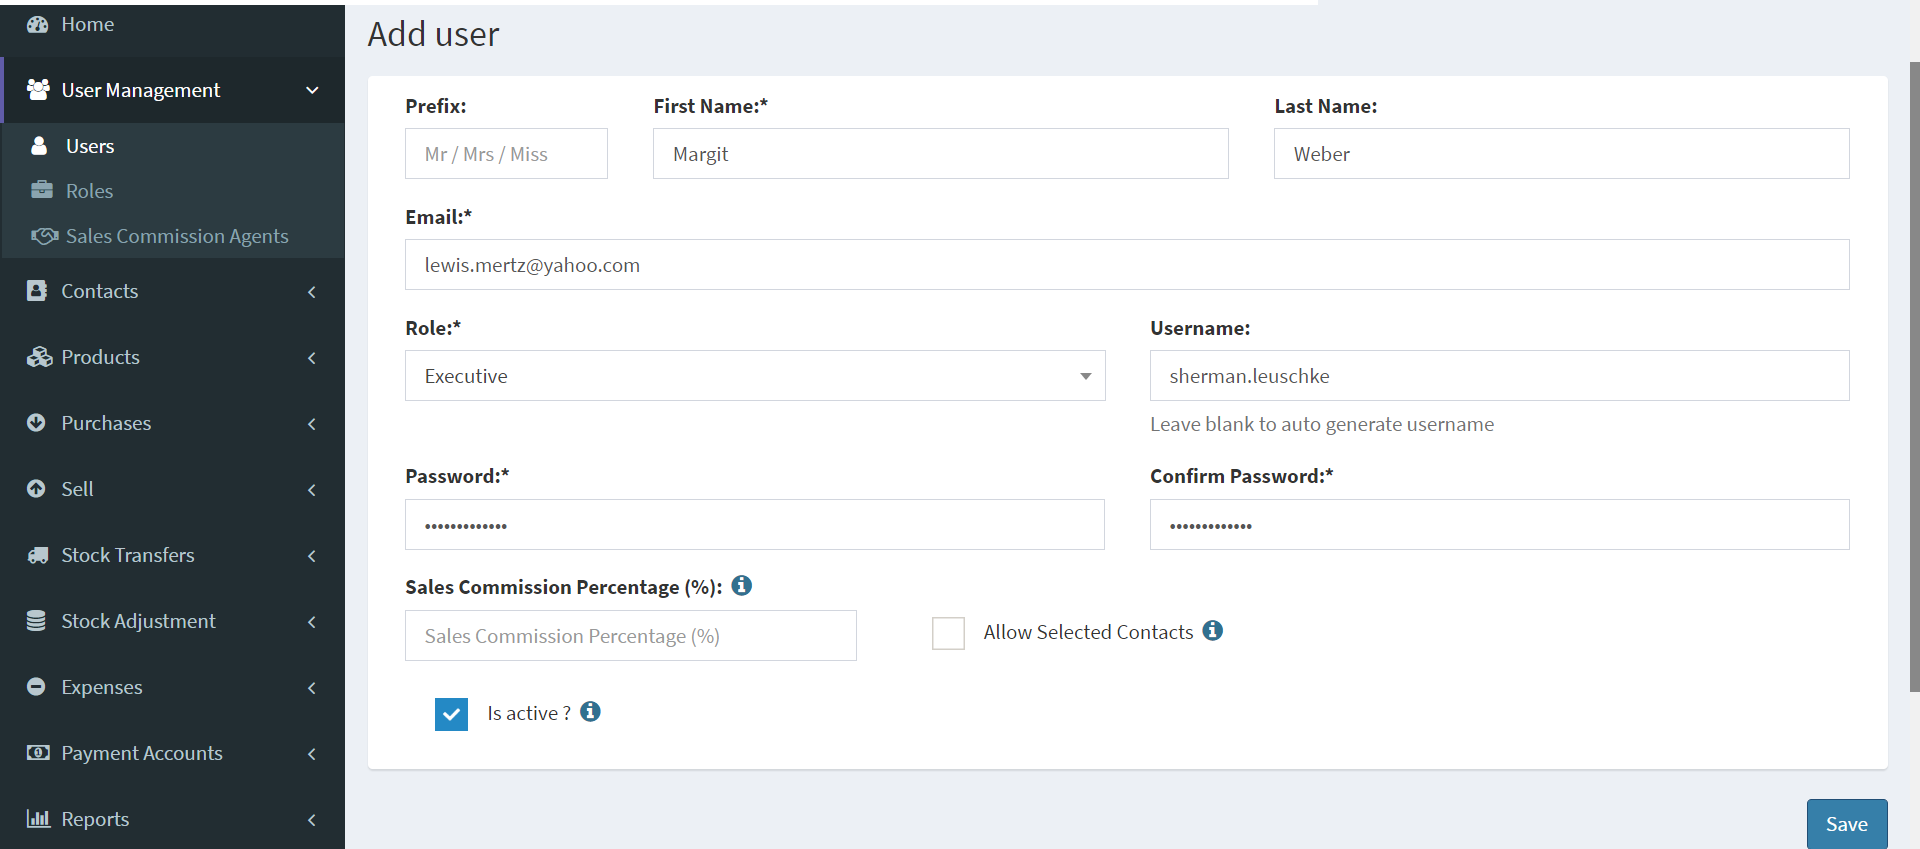 Home
User Management
Users
Roles
Sales Commission Agents
Contacts
Products
Purchases
Sell
Stock Transfers
Stock Adjustment
Expenses
Payment Accounts
Reports
Add user
Prefix:
First Name:*
Last Name:
Mr / Mrs / Miss
Margit
Weber
Email:*
lewis.mertz@yahoo.com
Role:*
Username:
Executive
sherman.leuschke
Leave blank to auto generate username
Password:*
Confirm Password:*
•••••••••••••
•••••••••••••
Sales Commission Percentage (%):
Sales Commission Percentage (%)
Allow Selected Contacts
Is active ?
Save